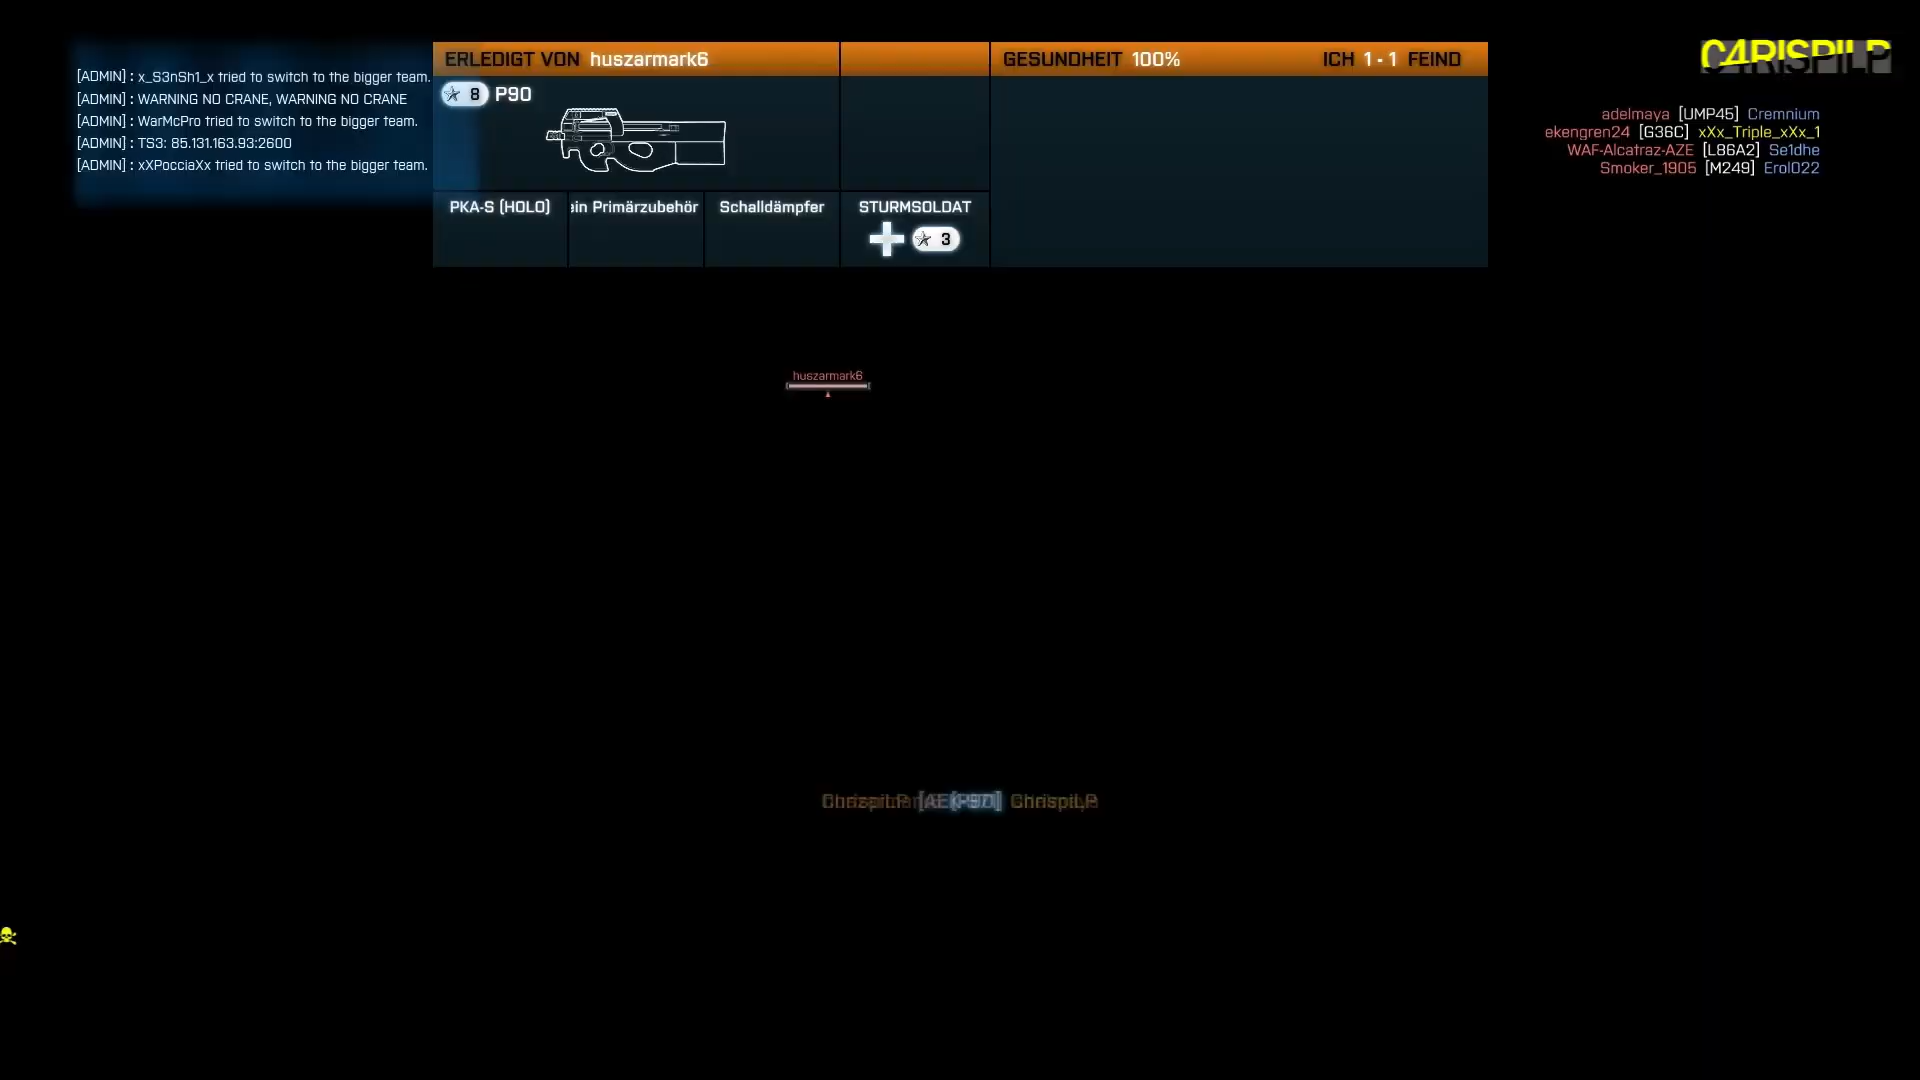 [ADMIN] : x_S3nSh1_x tried to switch to the bigger team.
[ADMIN] : WARNING NO CRANE, WARNING NO CRANE
[ADMIN] : WarMcPro tried to switch to the bigger team.
[ADMIN] : TS3: 85.131.163.93:2600
[ADMIN] : xXPocciaXx tried to switch to the bigger team.
ERLEDIGT VON huszarmark6
GESUNDHEIT 100%
ICH 1 - 1 FEIND
8 P90
PKA-S (HOLO)
Primärzubehör
Schalldämpfer
STURMSOLDAT
3
C4RISPILP
adelmaya [UMP45] Cremnium
ekengren24 [G36C] xXx_Triple_xXx_1
WAF-Alcatraz-AZE [L86A2] Se1dhe
Smoker_1905 [M249] Erol022
huszarmark6